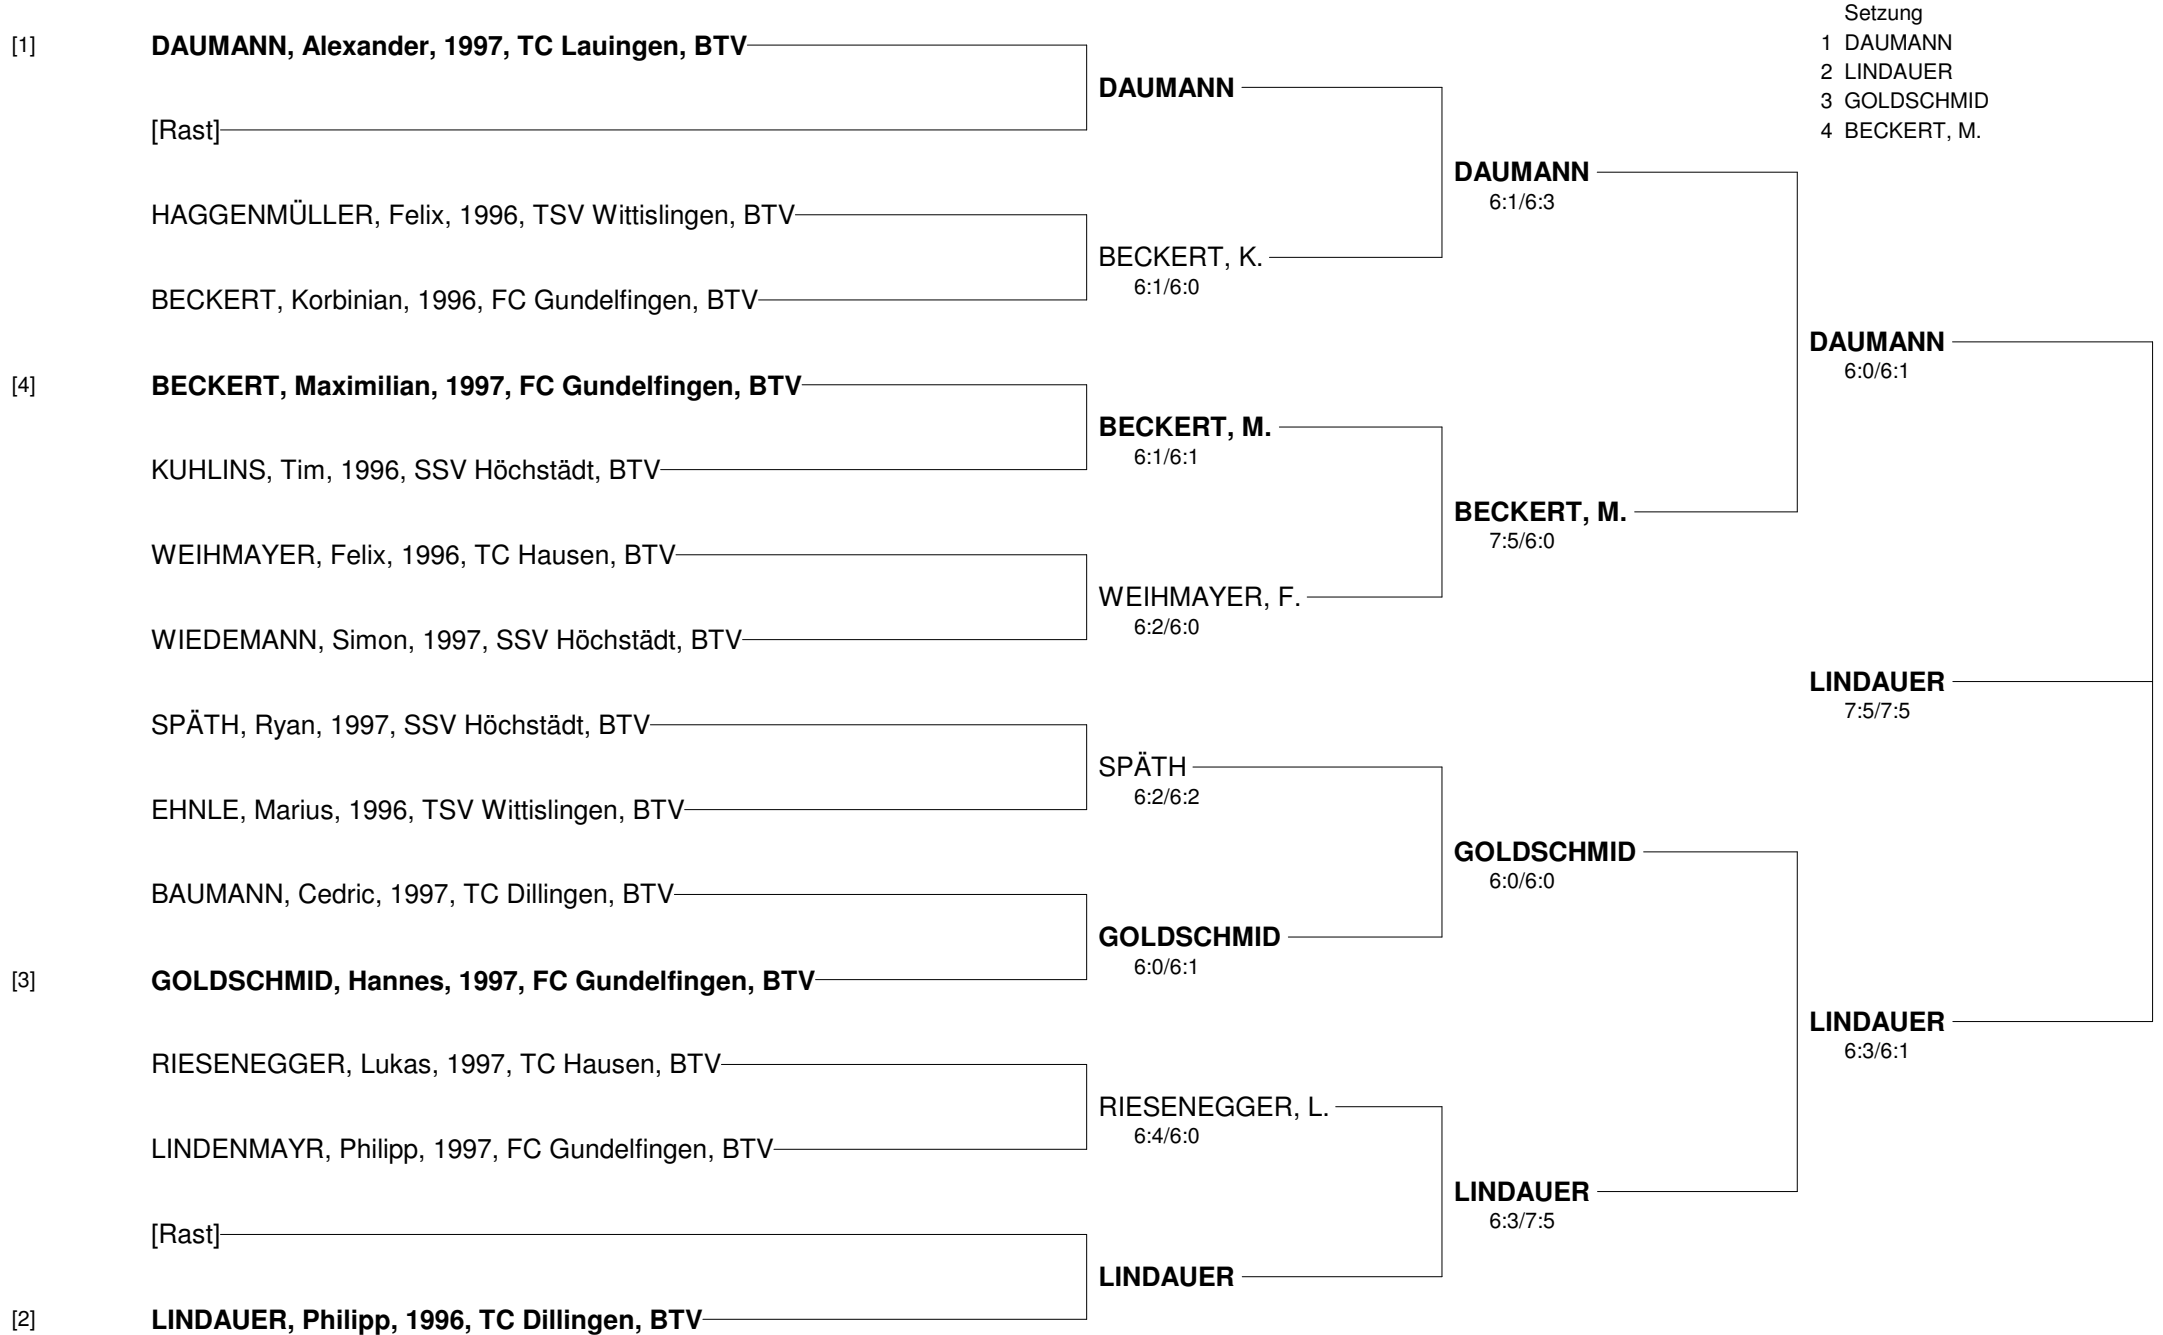 [1] DAUMANN, Alexander, 1997, TC Lauingen, BTV
[Rast]
HAGGENMÜLLER, Felix, 1996, TSV Wittislingen, BTV
BECKERT, Korbinian, 1996, FC Gundelfingen, BTV
[4] BECKERT, Maximilian, 1997, FC Gundelfingen, BTV
KUHLINS, Tim, 1996, SSV Höchstädt, BTV
WEIHMAYER, Felix, 1996, TC Hausen, BTV
WIEDEMANN, Simon, 1997, SSV Höchstädt, BTV
SPÄTH, Ryan, 1997, SSV Höchstädt, BTV
EHNLE, Marius, 1996, TSV Wittislingen, BTV
BAUMANN, Cedric, 1997, TC Dillingen, BTV
[3] GOLDSCHMID, Hannes, 1997, FC Gundelfingen, BTV
RIESENEGGER, Lukas, 1997, TC Hausen, BTV
LINDENMAYR, Philipp, 1997, FC Gundelfingen, BTV
[Rast]
[2] LINDAUER, Philipp, 1996, TC Dillingen, BTV
DAUMANN
BECKERT, K.
6:1/6:0
BECKERT, M.
6:1/6:1
WEIHMAYER, F.
6:2/6:0
SPÄTH
6:2/6:2
GOLDSCHMID
6:0/6:1
RIESENEGGER, L.
6:4/6:0
LINDAUER
DAUMANN
6:1/6:3
BECKERT, M.
7:5/6:0
GOLDSCHMID
6:0/6:0
LINDAUER
6:3/7:5
Setzung
1 DAUMANN
2 LINDAUER
3 GOLDSCHMID
4 BECKERT, M.
DAUMANN
6:0/6:1
LINDAUER
7:5/7:5
LINDAUER
6:3/6:1